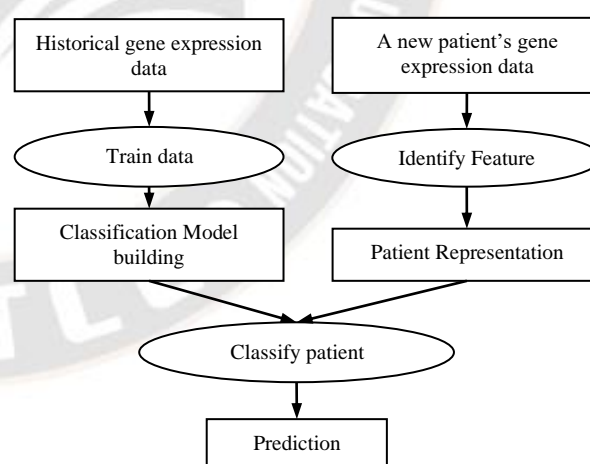 Historical gene expression
data
A new patient's gene
expression data
Train data
Identify Feature
Classification Model
building
Patient Representation
Classify patient
Prediction